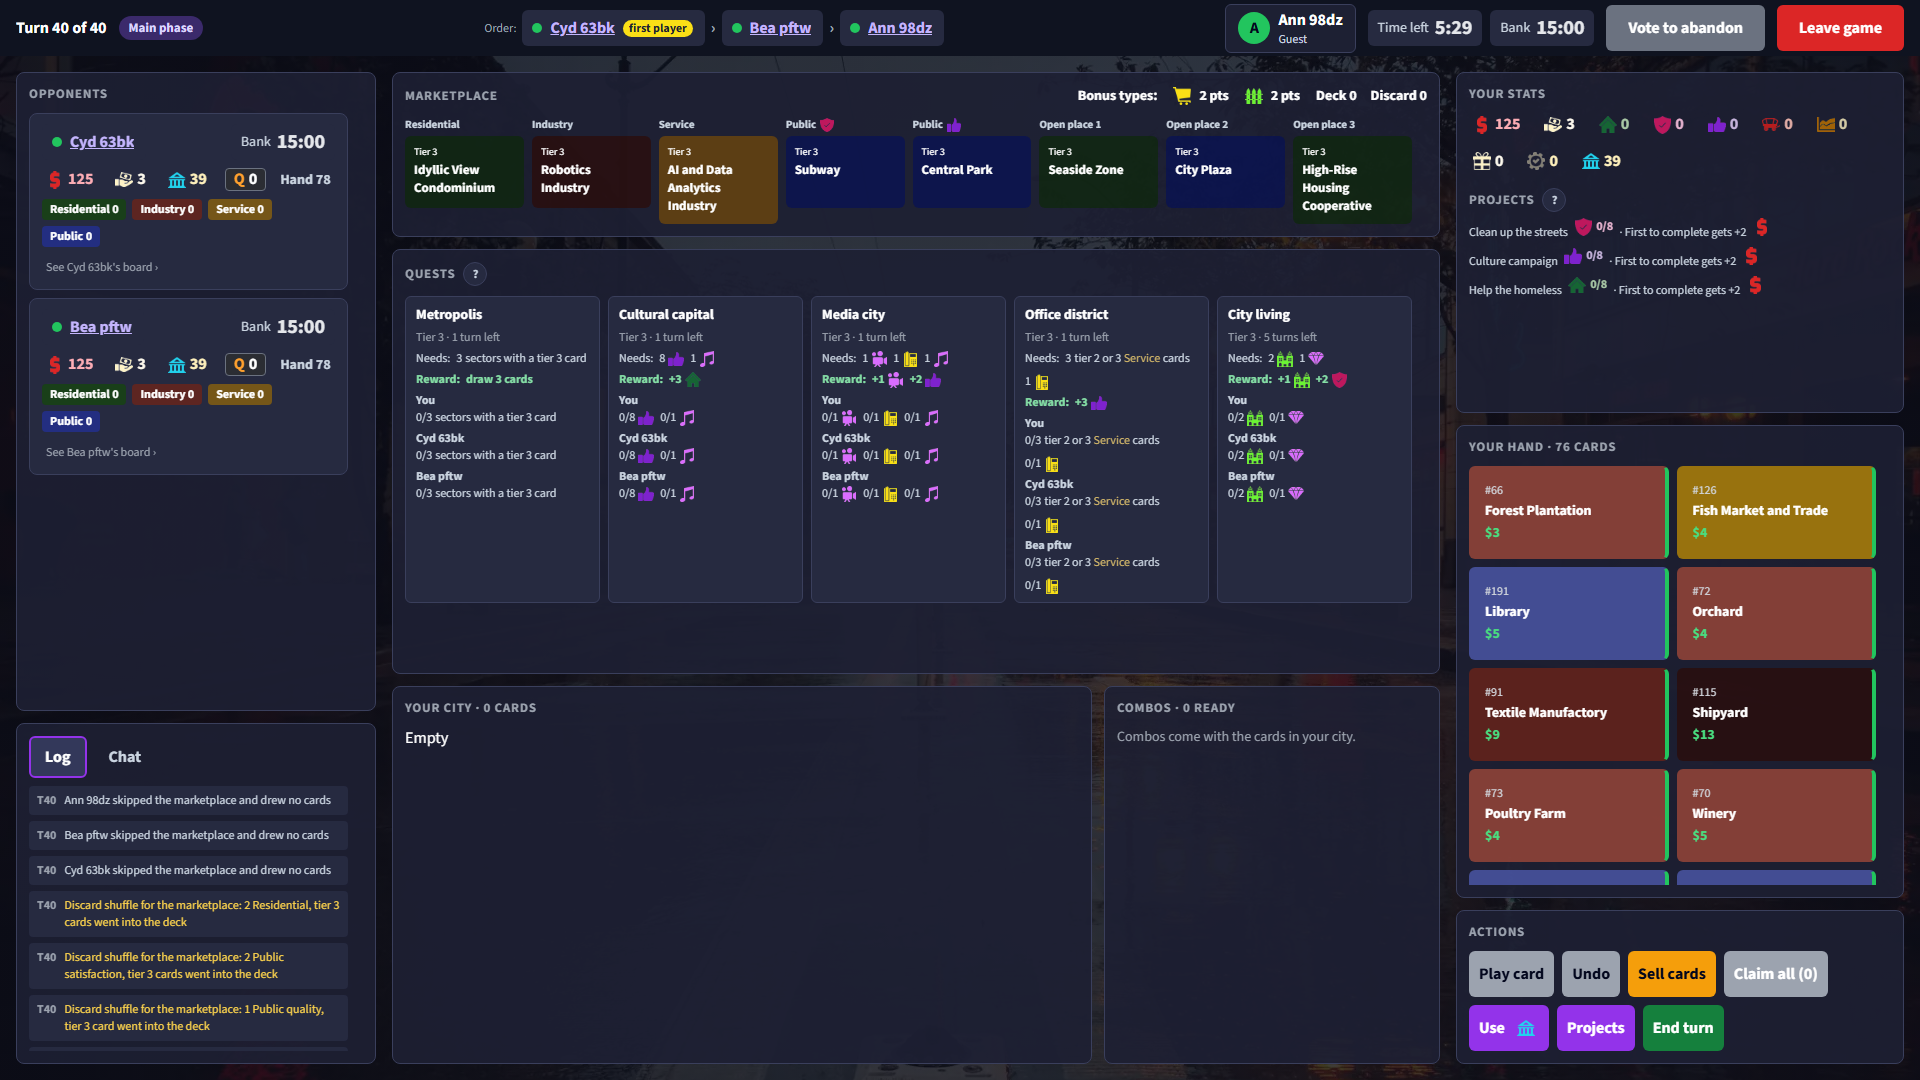 Turn 40 of 40 Main phase
Order: Cyd 63bk first player › Bea pftw › Ann 98dz
A Ann 98dz
Guest
Time left 5:29 Bank 15:00 Vote to abandon Leave game
OPPONENTS
Cyd 63bk Bank 15:00
125 3 39 Q 0 Hand 78
Residential 0 Industry 0 Service 0
Public 0
See Cyd 63bk's board ›
Bea pftw Bank 15:00
125 3 39 Q 0 Hand 78
Residential 0 Industry 0 Service 0
Public 0
See Bea pftw's board ›
Log Chat
T40 Ann 98dz skipped the marketplace and drew no cards
T40 Bea pftw skipped the marketplace and drew no cards
T40 Cyd 63bk skipped the marketplace and drew no cards
T40 Discard shuffle for the marketplace: 2 Residential, tier 3
cards went into the deck
T40 Discard shuffle for the marketplace: 2 Public
satisfaction, tier 3 cards went into the deck
T40 Discard shuffle for the marketplace: 1 Public quality,
tier 3 card went into the deck
MARKETPLACE Bonus types: 2 pts 2 pts Deck 0 Discard 0
Residential Industry Service Public Public Open place 1 Open place 2 Open place 3
Tier 3
Idyllic View
Condominium
Tier 3
Robotics
Industry
Tier 3
AI and Data
Analytics
Industry
Tier 3
Subway
Tier 3
Central Park
Tier 3
Seaside Zone
Tier 3
City Plaza
Tier 3
High-Rise
Housing
Cooperative
QUESTS ?
Metropolis
Tier 3 · 1 turn left
Needs: 3 sectors with a tier 3 card
Reward: draw 3 cards
You
0/3 sectors with a tier 3 card
Cyd 63bk
0/3 sectors with a tier 3 card
Bea pftw
0/3 sectors with a tier 3 card
Cultural capital
Tier 3 · 1 turn left
Needs: 8 1
Reward: +3
You
0/8 0/1
Cyd 63bk
0/8 0/1
Bea pftw
0/8 0/1
Media city
Tier 3 · 1 turn left
Needs: 1 1 1
Reward: +1 +2
You
0/1 0/1 0/1
Cyd 63bk
0/1 0/1 0/1
Bea pftw
0/1 0/1 0/1
Office district
Tier 3 · 1 turn left
Needs: 3 tier 2 or 3 Service cards
1
Reward: +3
You
0/3 tier 2 or 3 Service cards
0/1
Cyd 63bk
0/3 tier 2 or 3 Service cards
0/1
Bea pftw
0/3 tier 2 or 3 Service cards
0/1
City living
Tier 3 · 5 turns left
Needs: 2 1
Reward: +1 +2
You
0/2 0/1
Cyd 63bk
0/2 0/1
Bea pftw
0/2 0/1
YOUR CITY · 0 CARDS
Empty
COMBOS · 0 READY
Combos come with the cards in your city.
YOUR STATS
125 3 0 0 0 0 0
0 0 39
PROJECTS ?
Clean up the streets 0/8 · First to complete gets +2
Culture campaign 0/8 · First to complete gets +2
Help the homeless 0/8 · First to complete gets +2
YOUR HAND · 76 CARDS
#66
Forest Plantation
$3
#126
Fish Market and Trade
$4
#191
Library
$5
#72
Orchard
$4
#91
Textile Manufactory
$9
#115
Shipyard
$13
#73
Poultry Farm
$4
#70
Winery
$5
ACTIONS
Play card Undo Sell cards Claim all (0)
Use Projects End turn